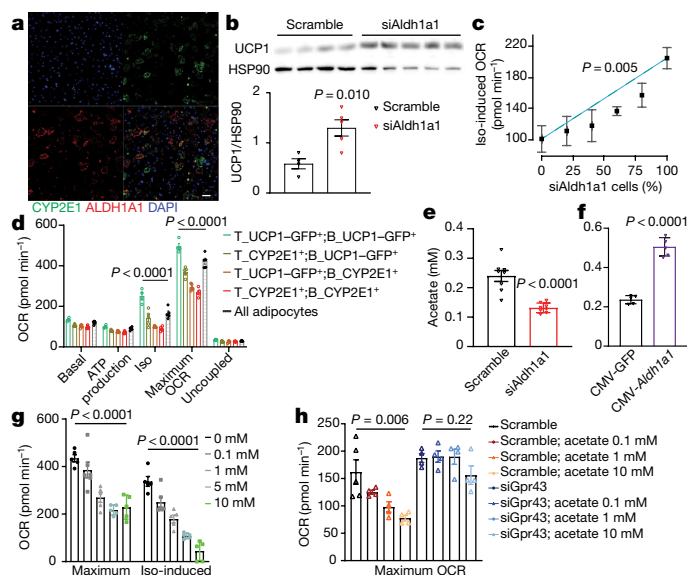 a
CYP2E1 ALDH1A1 DAPI
b
Scramble siAldh1a1
UCP1
HSP90
P = 0.010
Scramble
siAldh1a1
UCP1/HSP90
2
1
0
c
Iso-induced OCR
(pmol min−1)
220
180
140
100
P = 0.005
0 20 40 60 80 100
siAldh1a1 cells (%)
d
OCR (pmol min−1)
600
400
200
0
P < 0.0001
P < 0.0001
T_UCP1–GFP+;B_UCP1–GFP+
T_CYP2E1+;B_UCP1–GFP+
T_UCP1–GFP+;B_CYP2E1+
T_CYP2E1+;B_CYP2E1+
All adipocytes
Basal
ATP
production
Iso
Maximum
OCR
Uncoupled
e
Acetate (mM)
0.4
0.3
0.2
0.1
0
P < 0.0001
Scramble
siAldh1a1
f
P < 0.0001
0.6
0.4
0.2
0
CMV-GFP
CMV-Aldh1a1
g
OCR (pmol min−1)
600
400
200
0
P < 0.0001
P < 0.0001
0 mM
0.1 mM
1 mM
5 mM
10 mM
Maximum Iso-induced
h
OCR (pmol min−1)
250
200
150
100
50
0
P = 0.006 P = 0.22
Maximum OCR
Scramble
Scramble; acetate 0.1 mM
Scramble; acetate 1 mM
Scramble; acetate 10 mM
siGpr43
siGpr43; acetate 0.1 mM
siGpr43; acetate 1 mM
siGpr43; acetate 10 mM